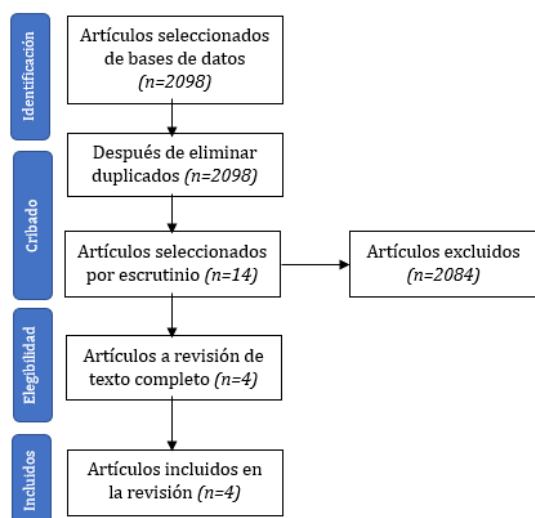 Identificación
Artículos seleccionados
de bases de datos
(n=2098)
Después de eliminar
duplicados (n=2098)
Cribado
Artículos seleccionados
por escrutinio (n=14)
Artículos excluidos
(n=2084)
Elegibilidad
Artículos a revisión de
texto completo (n=4)
Incluidos
Artículos incluidos en
la revisión (n=4)